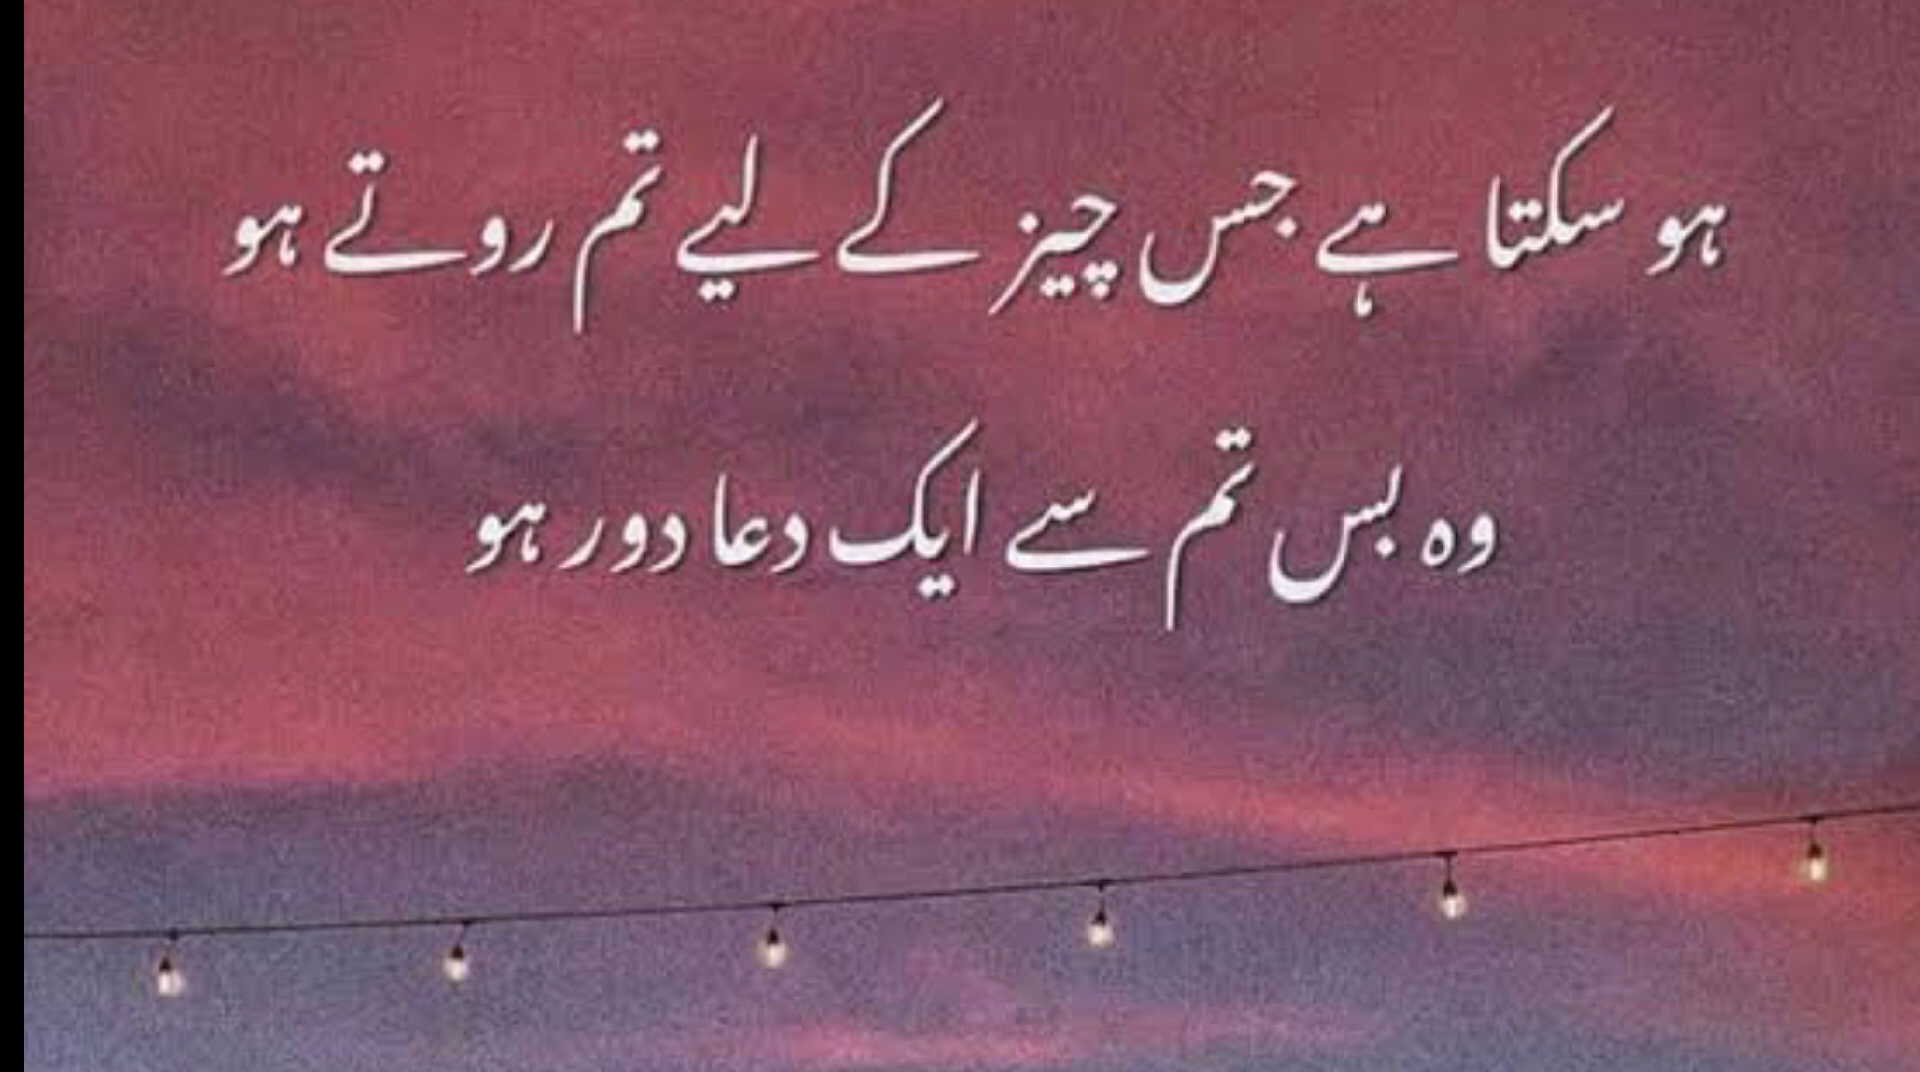 ہو سکتا ہے جس چیز کے لیے تم روتے ہو
وہ بس تم سے ایک دعا دور ہو